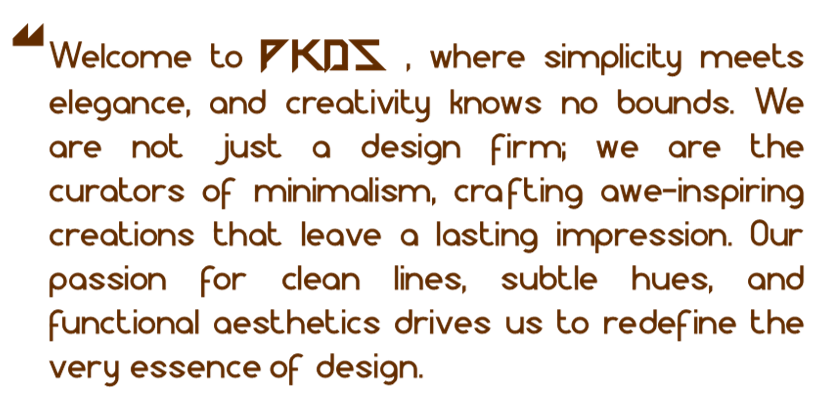 “Welcome to PKDS , where simplicity meets
elegance, and creativity knows no bounds. We
are not just a design firm; we are the
curators of minimalism, crafting awe-inspiring
creations that leave a lasting impression. Our
passion for clean lines, subtle hues, and
functional aesthetics drives us to redefine the
very essence of design.